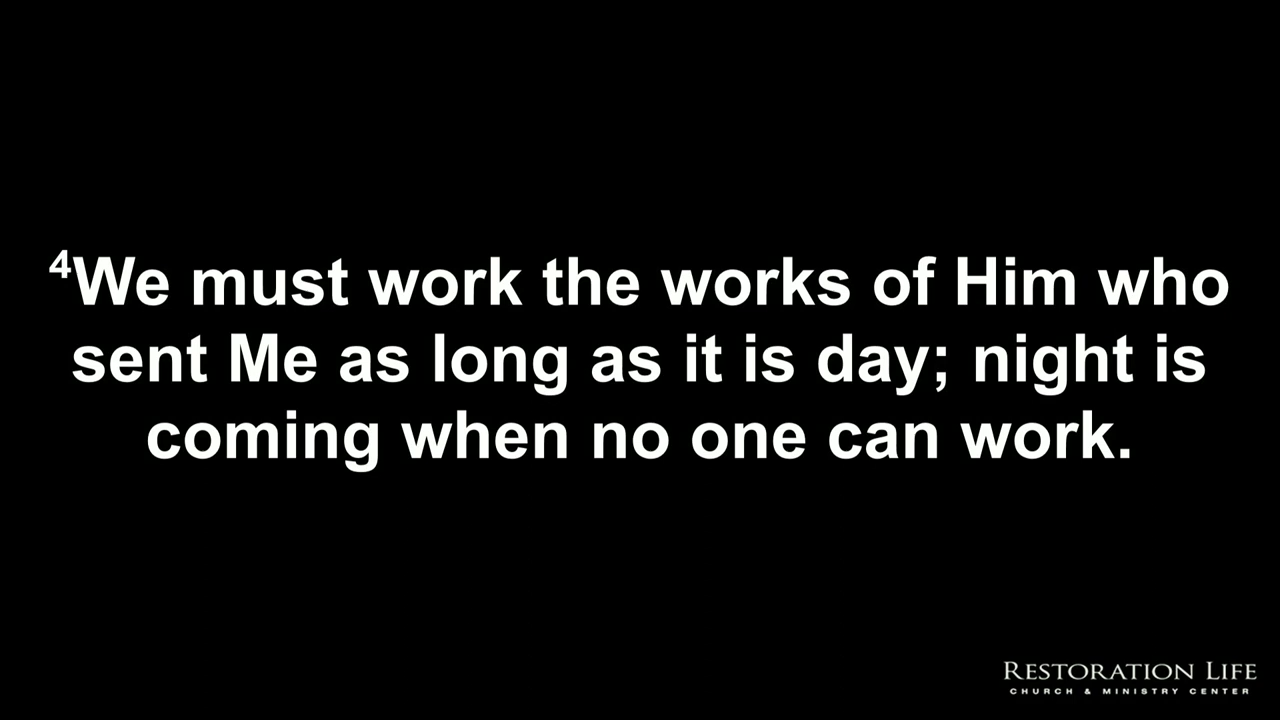 ⁴We must work the works of Him who
sent Me as long as it is day; night is
coming when no one can work.
RESTORATION LIFE
CHURCH & MINISTRY CENTER